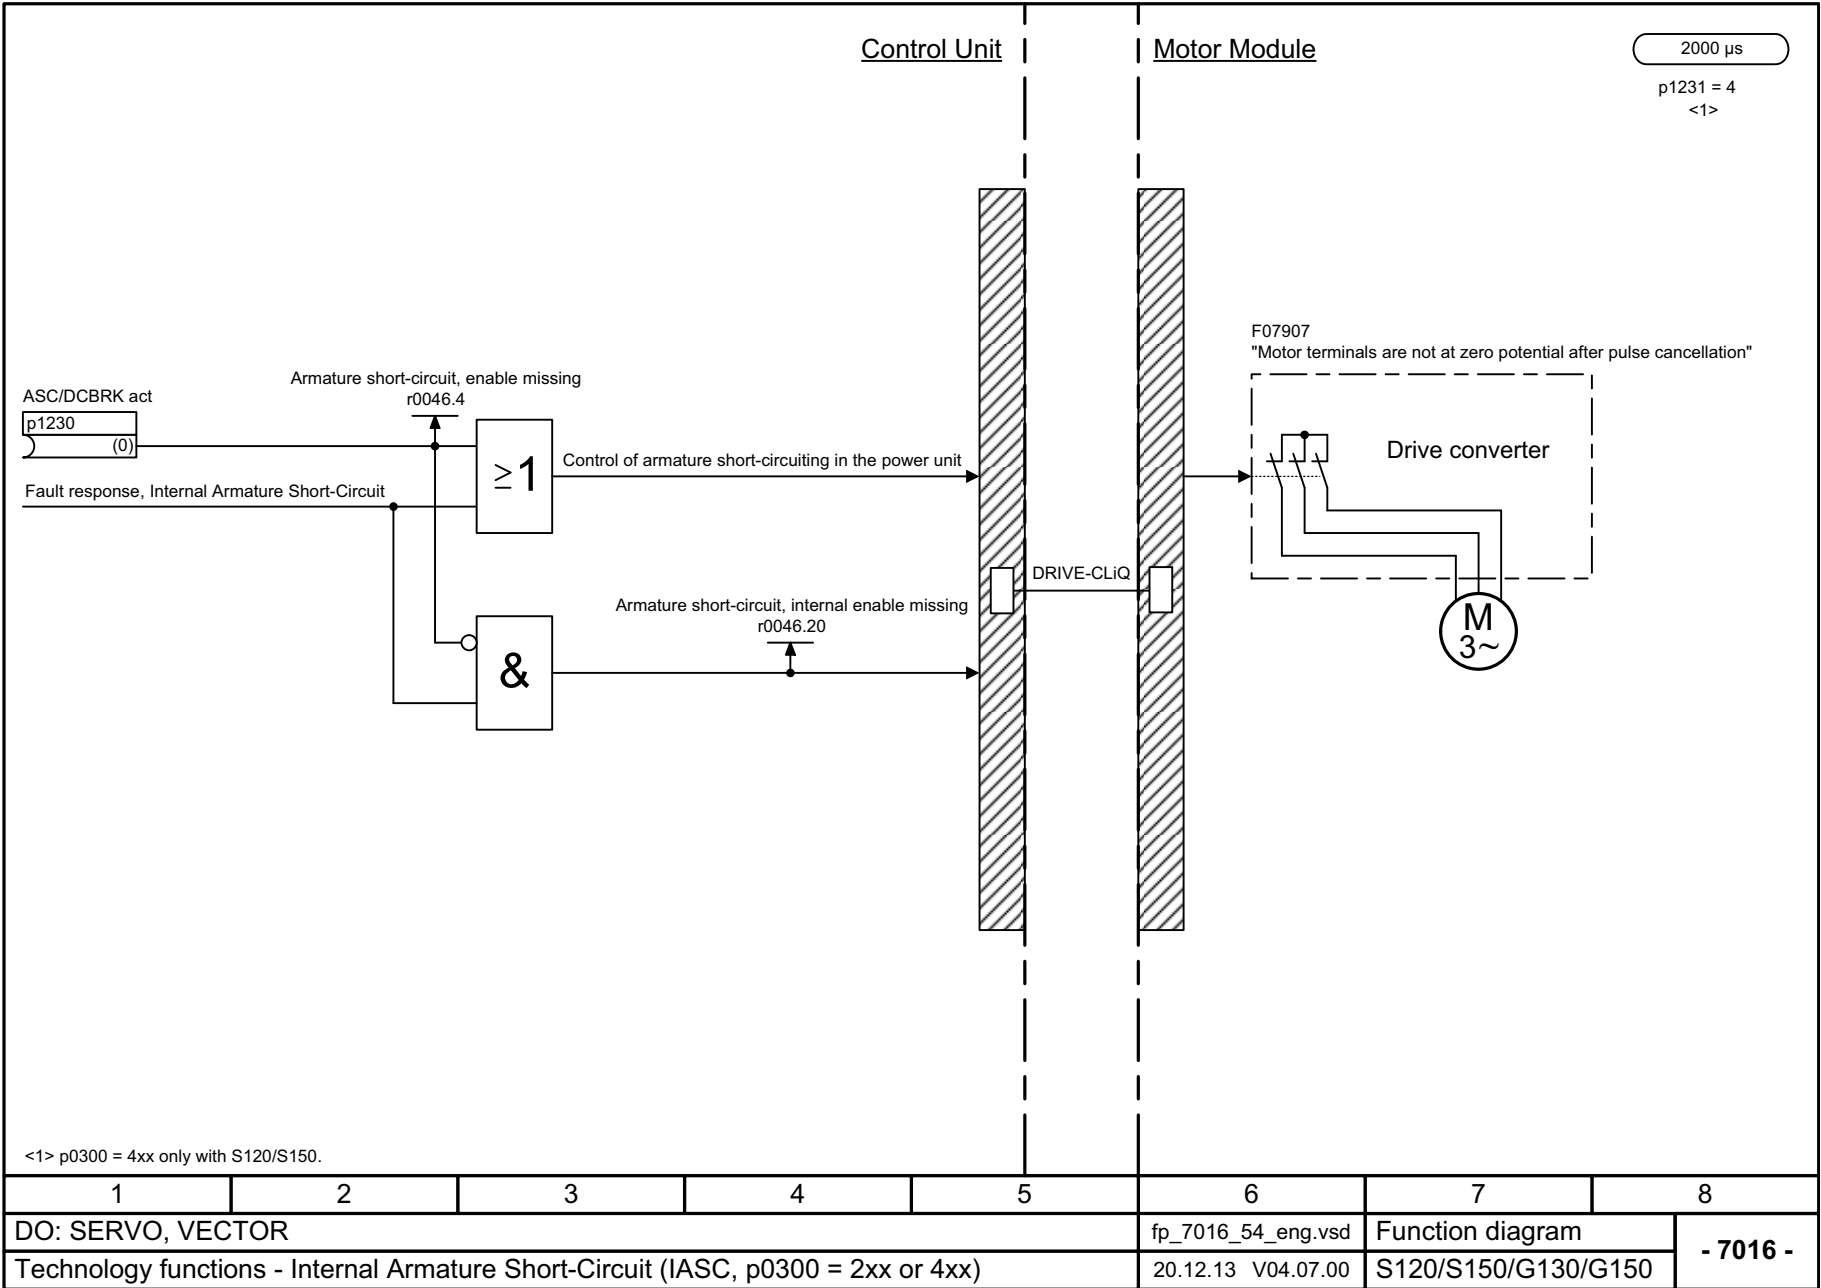 Control Unit
Motor Module
2000 µs
p1231 = 4
<1>
F07907
"Motor terminals are not at zero potential after pulse cancellation"
Armature short-circuit, enable missing
r0046.4
ASC/DCBRK act
p1230
(0)
≥1
Control of armature short-circuiting in the power unit
Drive converter
Fault response, Internal Armature Short-Circuit
DRIVE-CLiQ
Armature short-circuit, internal enable missing
r0046.20
&
M
3~
<1> p0300 = 4xx only with S120/S150.
1 2 3 4 5 6 7 8
DO: SERVO, VECTOR
fp_7016_54_eng.vsd
Function diagram
- 7016 -
Technology functions - Internal Armature Short-Circuit (IASC, p0300 = 2xx or 4xx)
20.12.13 V04.07.00
S120/S150/G130/G150